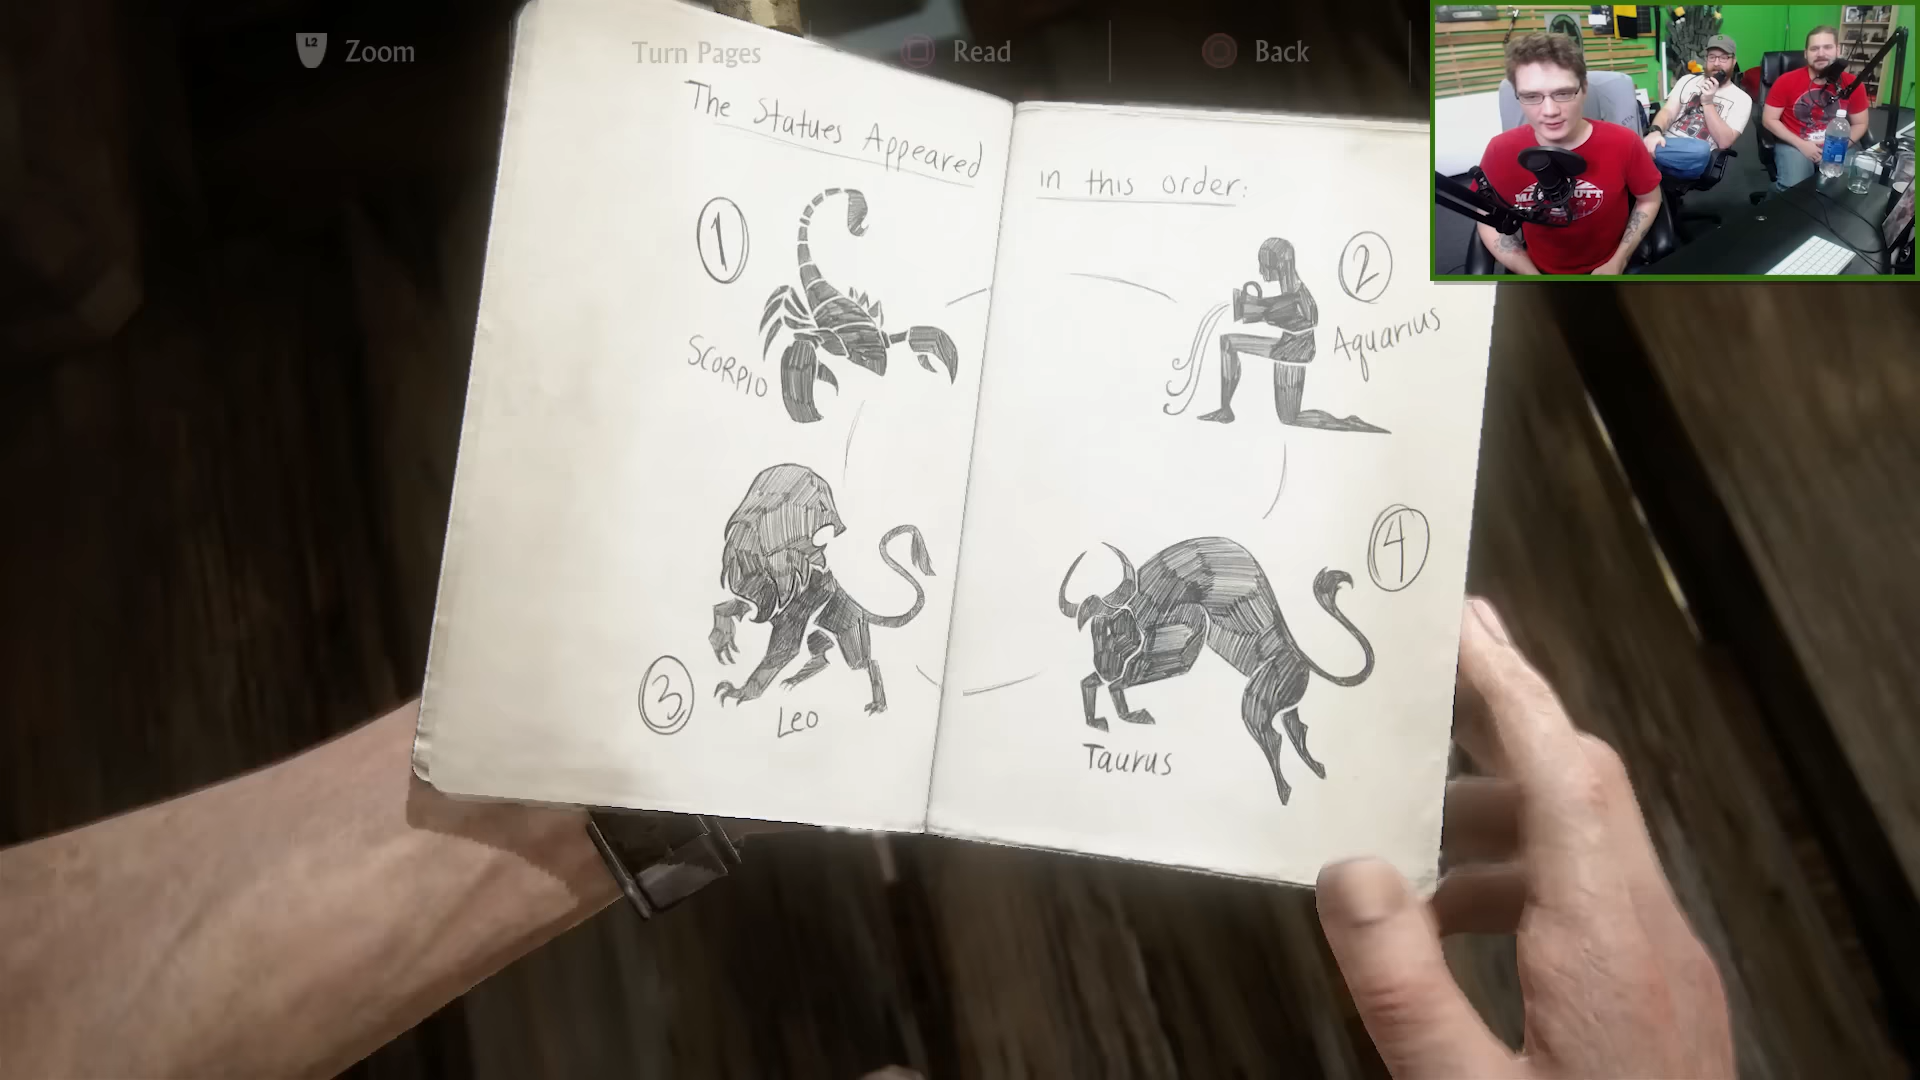 L2 Zoom Turn Pages Read Back
The Statues Appeared
in this order:
1
SCORPIO
2
Aquarius
3
Leo
4
Taurus